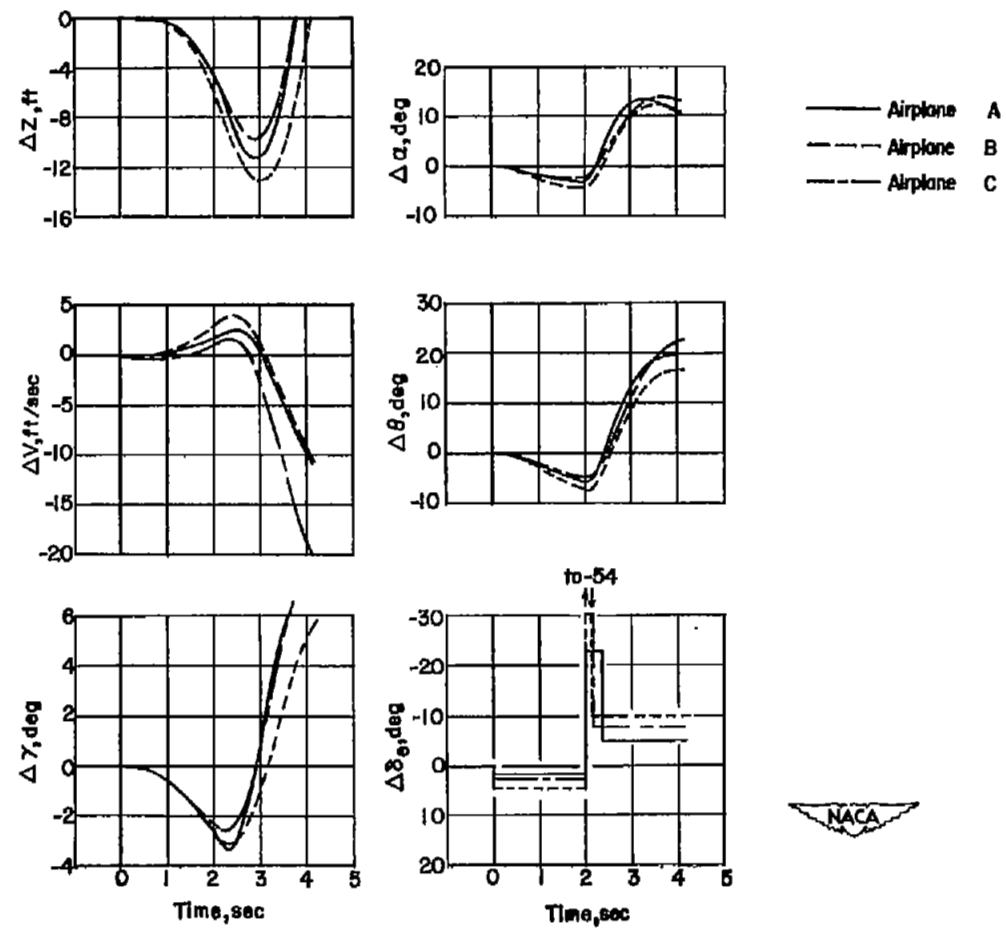 ΔZ, ft
0
-4
-8
-12
-16
Δα, deg
20
10
0
-10
Airplane A
Airplane B
Airplane C
ΔV, ft/sec
5
0
-5
-10
-15
-20
Δθ, deg
30
20
10
0
-10
Δγ, deg
6
4
2
0
-2
-4
0 1 2 3 4 5
Time, sec
to -54
Δδe, deg
-30
-20
-10
0
10
20
0 1 2 3 4 5
Time, sec
NACA